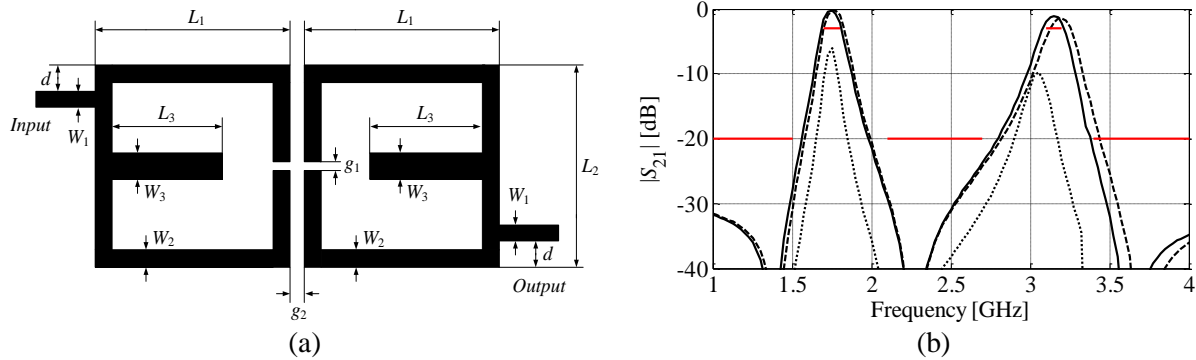 L1
L1
d
W1
Input
L3
L3
g1
W3
W3
L2
W1
W2
W2
d
Output
g2
(a)
|S21| [dB]
0
-10
-20
-30
-40
1
1.5
2
2.5
3
3.5
4
Frequency [GHz]
(b)